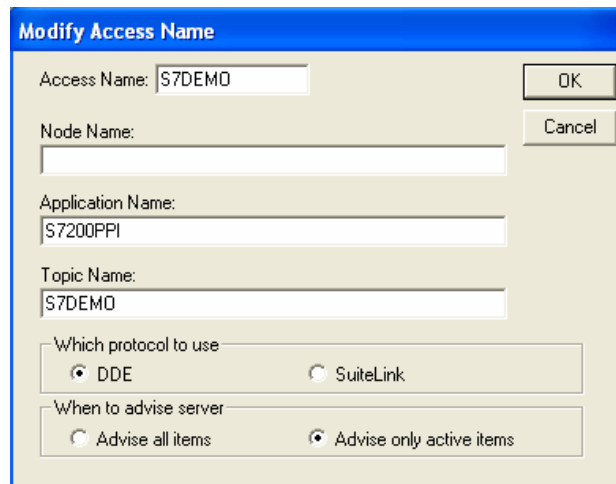 Modify Access Name
Access Name: S7DEMO
OK
Node Name:
Cancel
Application Name:
S7200PPI
Topic Name:
S7DEMO
Which protocol to use
DDE SuiteLink
When to advise server
Advise all items Advise only active items